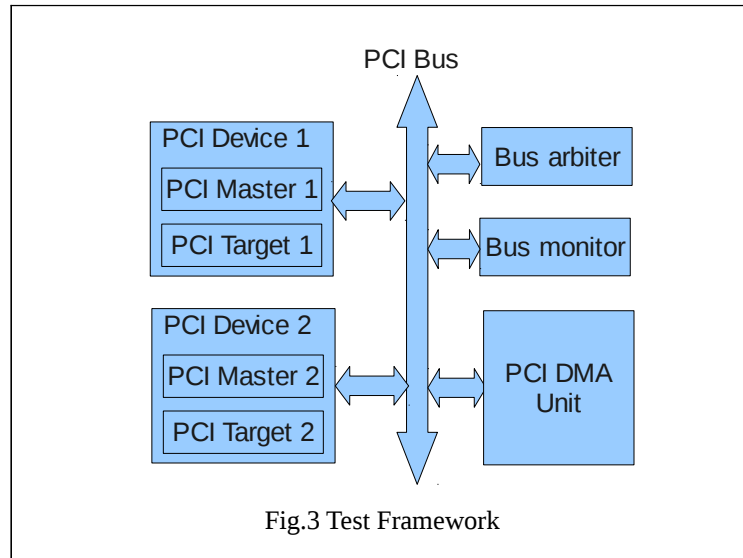 PCI Bus
PCI Device 1
PCI Master 1
PCI Target 1
Bus arbiter
Bus monitor
PCI Device 2
PCI Master 2
PCI Target 2
PCI DMA
Unit
Fig.3 Test Framework